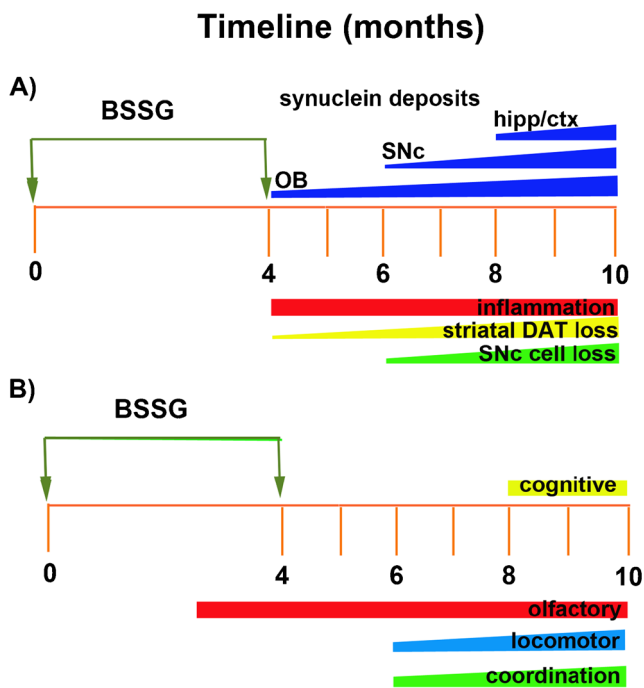 Timeline (months)
A)
BSSG
synuclein deposits
hipp/ctx
SNc
OB
0 4 6 8 10
inflammation
striatal DAT loss
SNc cell loss
B)
BSSG
cognitive
0 4 6 8 10
olfactory
locomotor
coordination